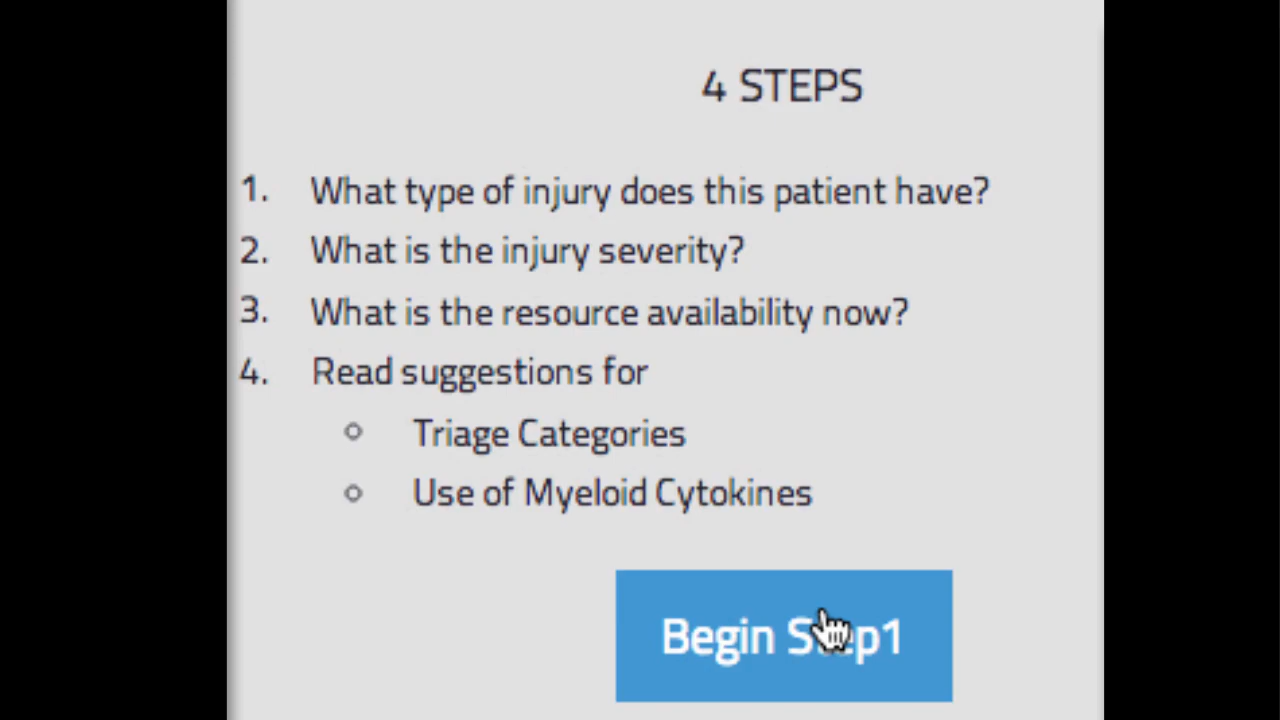 4 STEPS
1. What type of injury does this patient have?
2. What is the injury severity?
3. What is the resource availability now?
4. Read suggestions for
Triage Categories
Use of Myeloid Cytokines
Begin Step1